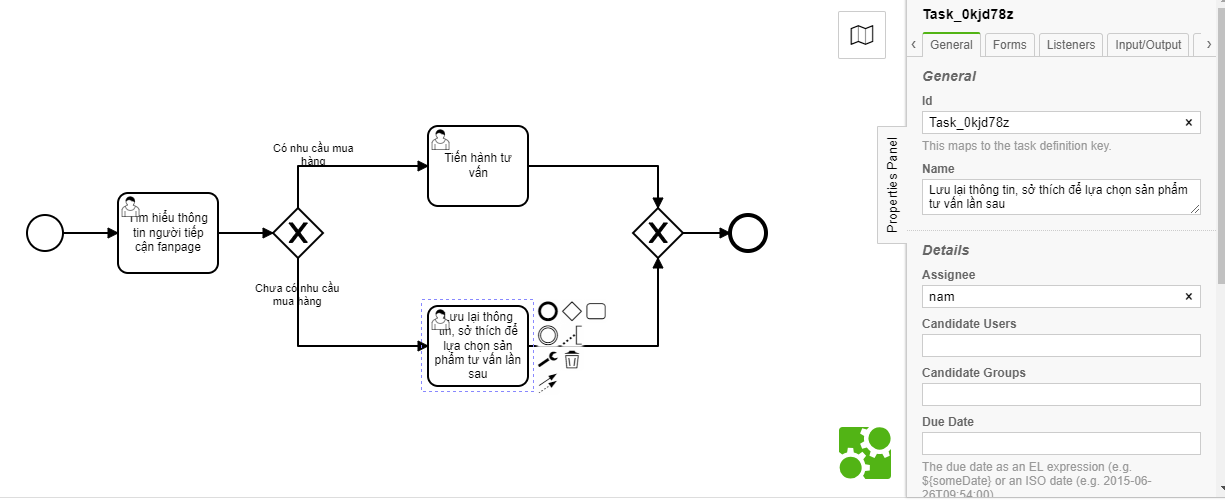 Có nhu cầu mua
hàng
Tiến hành tư
vấn
Tìm hiểu thông
tin người tiếp
cận fanpage
X
X
Chưa có nhu cầu
mua hàng
Lưu lại thông
tin, sở thích để
lựa chọn sản
phẩm tư vấn lần
sau
Properties Panel
Task_0kjd78z
‹ General Forms Listeners Input/Output ›
General
Id
Task_0kjd78z ×
This maps to the task definition key.
Name
Lưu lại thông tin, sở thích để lựa chọn sản phẩm
tư vấn lần sau
Details
Assignee
nam ×
Candidate Users
Candidate Groups
Due Date
The due date as an EL expression (e.g.
${someDate} or an ISO date (e.g. 2015-06-
26T09:54:00)